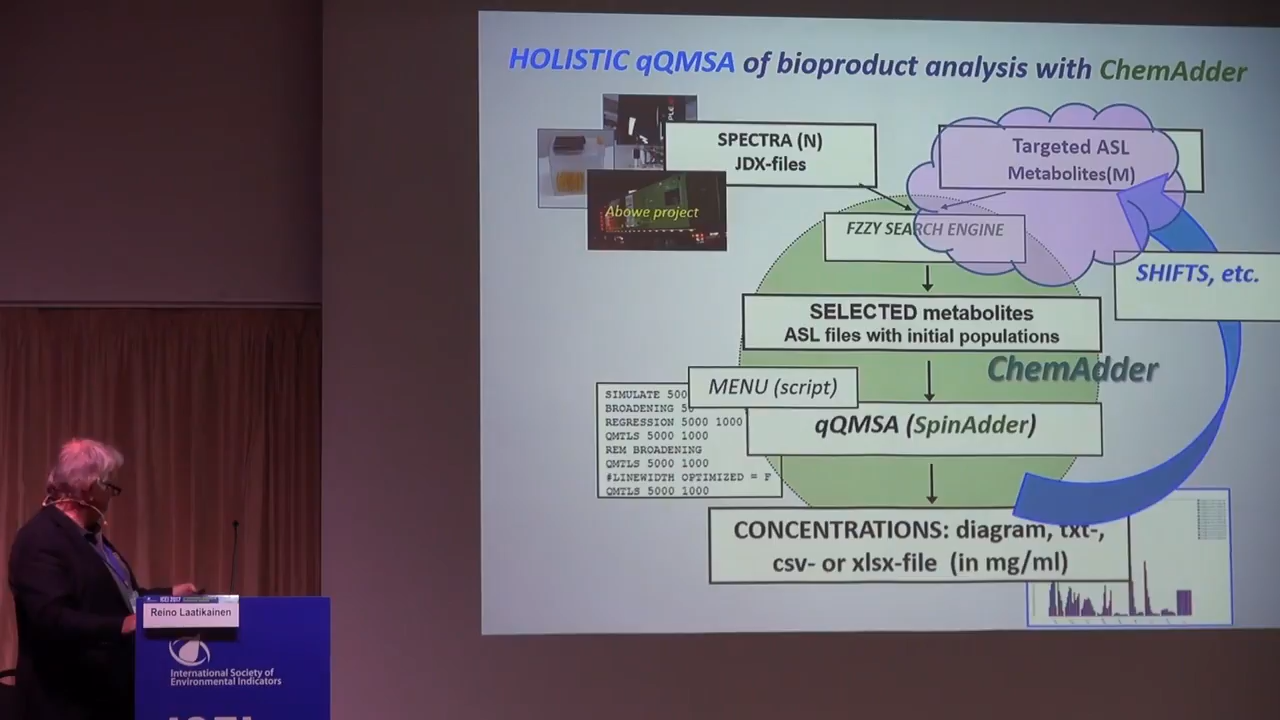 HOLISTIC qQMSA of bioproduct analysis with ChemAdder
SPECTRA (N)
JDX-files
Targeted ASL
Metabolites(M)
Abowe project
FZZY SEARCH ENGINE
SHIFTS, etc.
SELECTED metabolites
ASL files with initial populations
ChemAdder
MENU (script)
SIMULATE 500
BROADENING 50
REGRESSION 5000 1000
QMTLS 5000 1000
REM BROADENING
QMTLS 5000 1000
#LINEWIDTH OPTIMIZED = F
QMTLS 5000 1000
qQMSA (SpinAdder)
CONCENTRATIONS: diagram, txt-,
csv- or xlsx-file (in mg/ml)
ICEI 2017
Reino Laatikainen
International Society of
Environmental Indicators